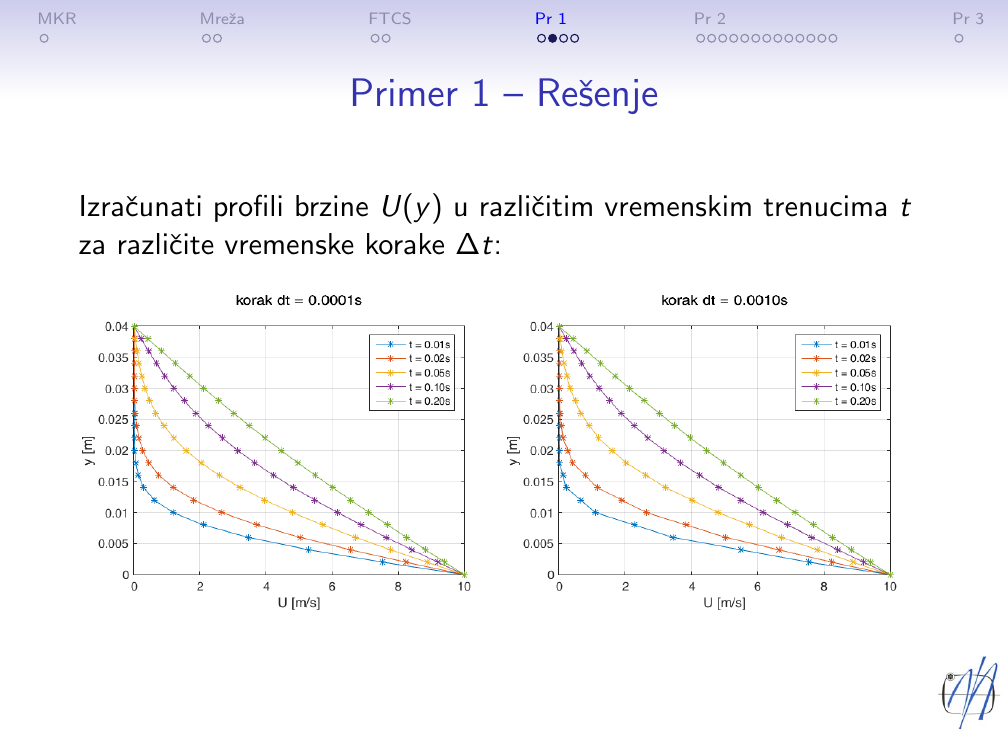 MKR Mreža FTCS Pr 1 Pr 2 Pr 3
Primer 1 – Rešenje
Izračunati profili brzine U(y) u različitim vremenskim trenucima t
za različite vremenske korake Δt:
korak dt = 0.0001s
0.04
0.035
0.03
0.025
0.02
0.015
0.01
0.005
0
y [m]
t = 0.01s
t = 0.02s
t = 0.05s
t = 0.10s
t = 0.20s
0 2 4 6 8 10
U [m/s]
korak dt = 0.0010s
0.04
0.035
0.03
0.025
0.02
0.015
0.01
0.005
0
y [m]
t = 0.01s
t = 0.02s
t = 0.05s
t = 0.10s
t = 0.20s
0 2 4 6 8 10
U [m/s]